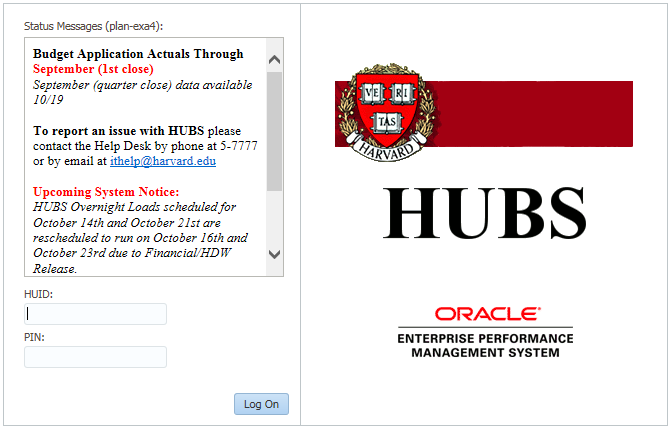 Status Messages (plan-exa4):
Budget Application Actuals Through
September (1st close)
September (quarter close) data available
10/19
To report an issue with HUBS please
contact the Help Desk by phone at 5-7777
or by email at ithelp@harvard.edu
Upcoming System Notice:
HUBS Overnight Loads scheduled for
October 14th and October 21st are
rescheduled to run on October 16th and
October 23rd due to Financial/HDW
Release.
HUID:
PIN:
Log On
VE RI
TAS
HARVARD
HUBS
ORACLE
ENTERPRISE PERFORMANCE
MANAGEMENT SYSTEM